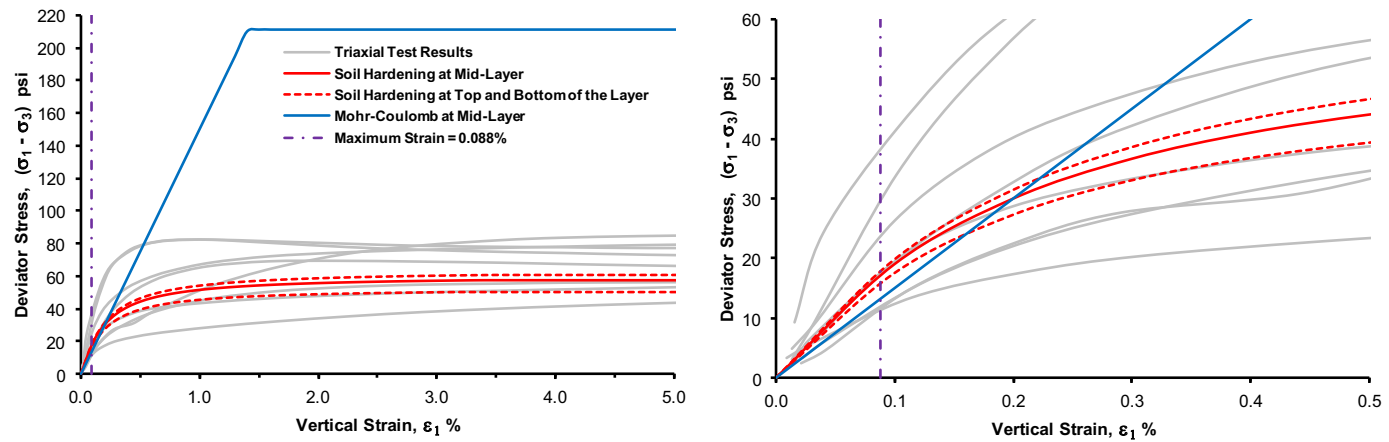 220
200
180
160
140
120
100
80
60
40
20
0
Deviator Stress, (σ1 - σ3) psi
Triaxial Test Results
Soil Hardening at Mid-Layer
Soil Hardening at Top and Bottom of the Layer
Mohr-Coulomb at Mid-Layer
Maximum Strain = 0.088%
0.0 1.0 2.0 3.0 4.0 5.0
Vertical Strain, ε1 %
60
50
40
30
20
10
0
Deviator Stress, (σ1 - σ3) psi
0.0 0.1 0.2 0.3 0.4 0.5
Vertical Strain, ε1 %